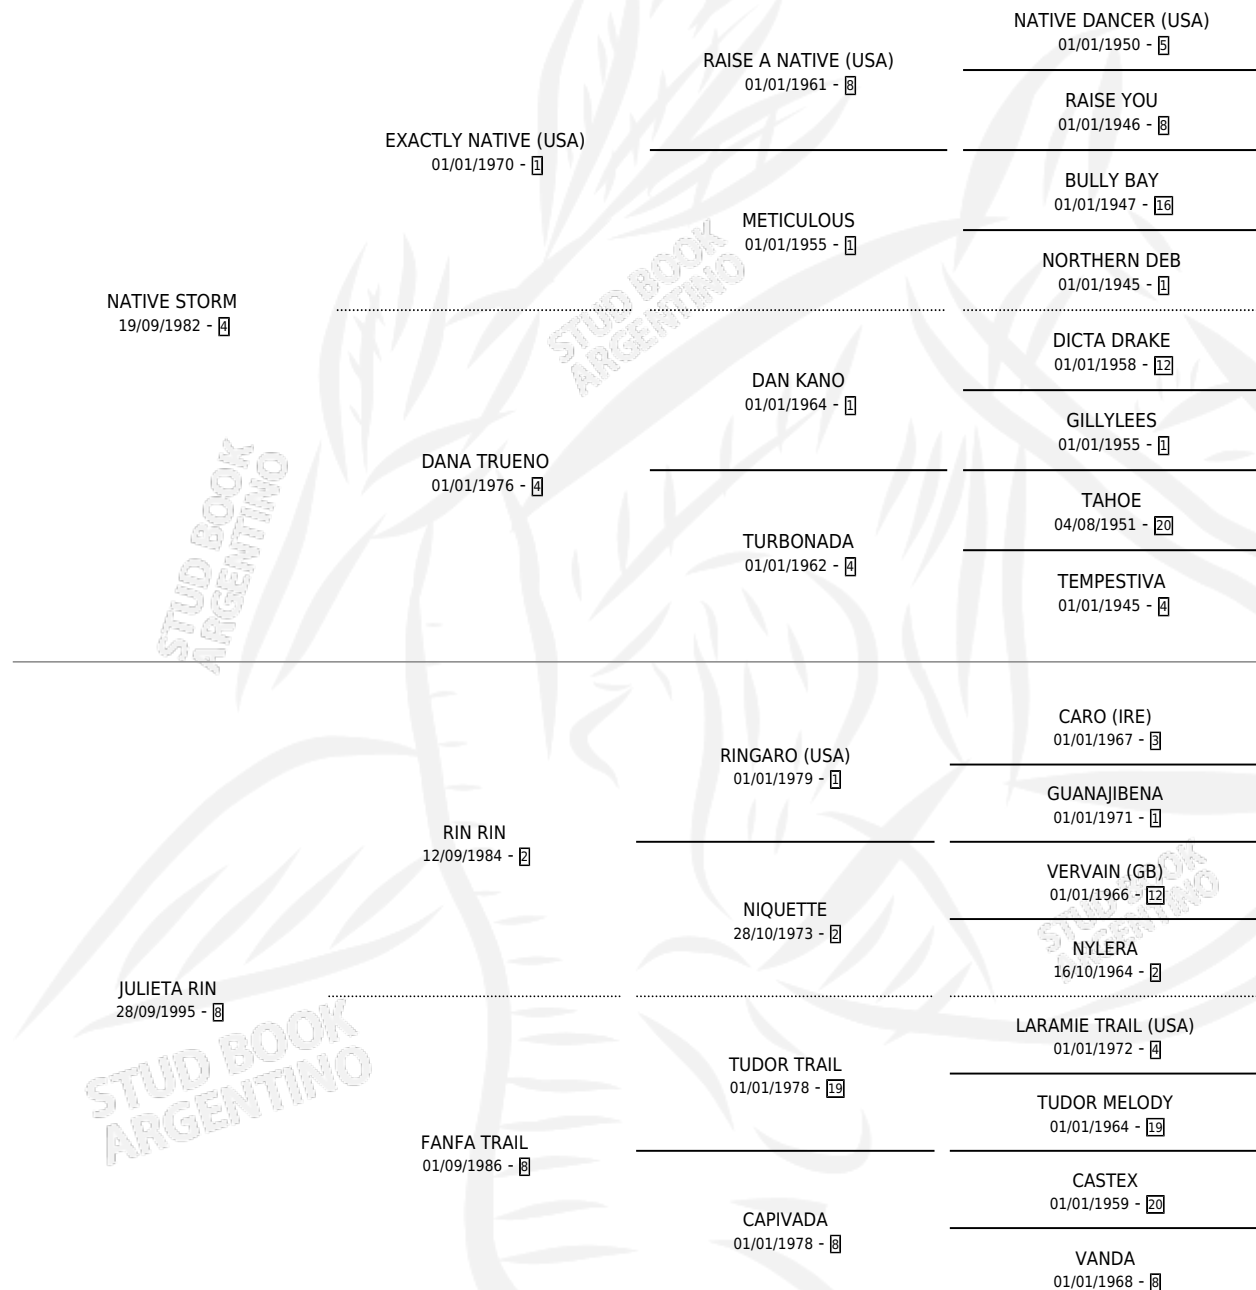 NATIVE DANCER (USA)
01/01/1950 - 5
RAISE A NATIVE (USA)
01/01/1961 - 8
RAISE YOU
01/01/1946 - 8
EXACTLY NATIVE (USA)
01/01/1970 - 1
BULLY BAY
01/01/1947 - 16
METICULOUS
01/01/1955 - 1
NORTHERN DEB
01/01/1945 - 1
NATIVE STORM
19/09/1982 - 4
DICTA DRAKE
01/01/1958 - 12
DAN KANO
01/01/1964 - 1
GILLYLEES
01/01/1955 - 1
DANA TRUENO
01/01/1976 - 4
TAHOE
04/08/1951 - 20
TURBONADA
01/01/1962 - 4
TEMPESTIVA
01/01/1945 - 4
CARO (IRE)
01/01/1967 - 3
RINGARO (USA)
01/01/1979 - 1
GUANAJIBENA
01/01/1971 - 1
RIN RIN
12/09/1984 - 2
VERVAIN (GB)
01/01/1966 - 12
NIQUETTE
28/10/1973 - 2
NYLERA
16/10/1964 - 2
JULIETA RIN
28/09/1995 - 8
LARAMIE TRAIL (USA)
01/01/1972 - 4
TUDOR TRAIL
01/01/1978 - 19
TUDOR MELODY
01/01/1964 - 19
FANFA TRAIL
01/09/1986 - 8
CASTEX
01/01/1959 - 20
CAPIVADA
01/01/1978 - 8
VANDA
01/01/1968 - 8
STUD BOOK
ARGENTINO
STUD BOOK
ARGENTINO
STUD BOOK
ARGENTINO
STUD BOOK
ARGENTINO